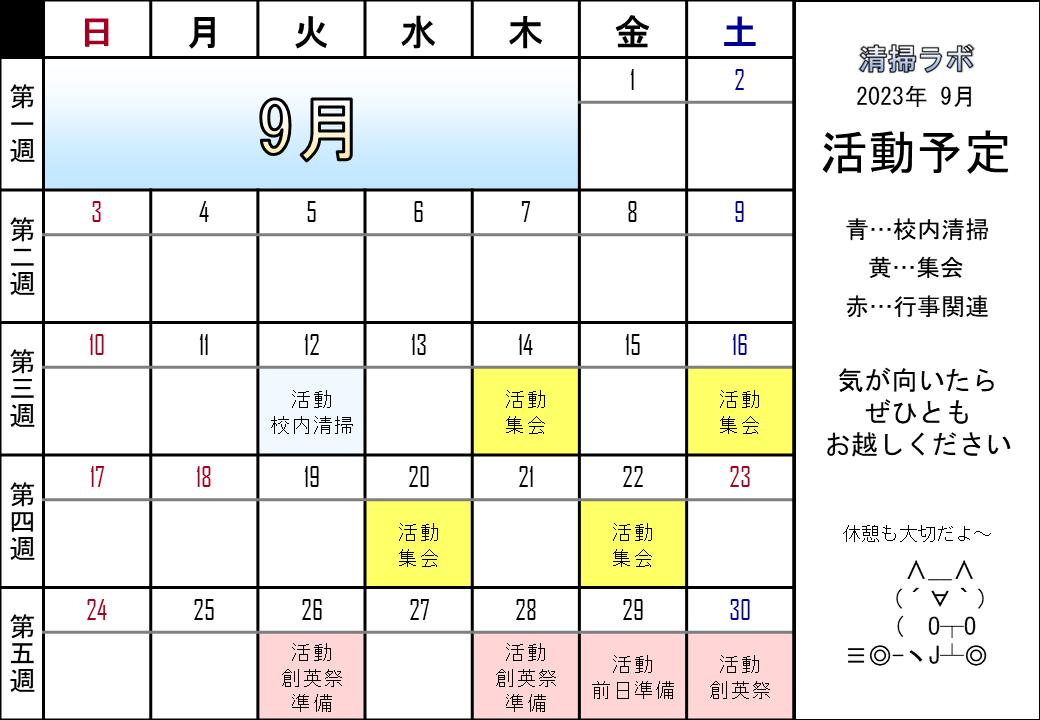 日 月 火 水 木 金 土
第一週
9月
1 2
第二週
3 4 5 6 7 8 9
第三週
10 11 12 13 14 15 16
活動
校内清掃
活動
集会
活動
集会
第四週
17 18 19 20 21 22 23
活動
集会
活動
集会
第五週
24 25 26 27 28 29 30
活動
創英祭
準備
活動
創英祭
準備
活動
前日準備
活動
創英祭
清掃ラボ
2023年 9月
活動予定
青…校内清掃
黄…集会
赤…行事関連
気が向いたら
ぜひとも
お越しください
休憩も大切だよ～
∧__∧
(´∀｀)
( 0┬0
≡◎-ヽJ┴◎